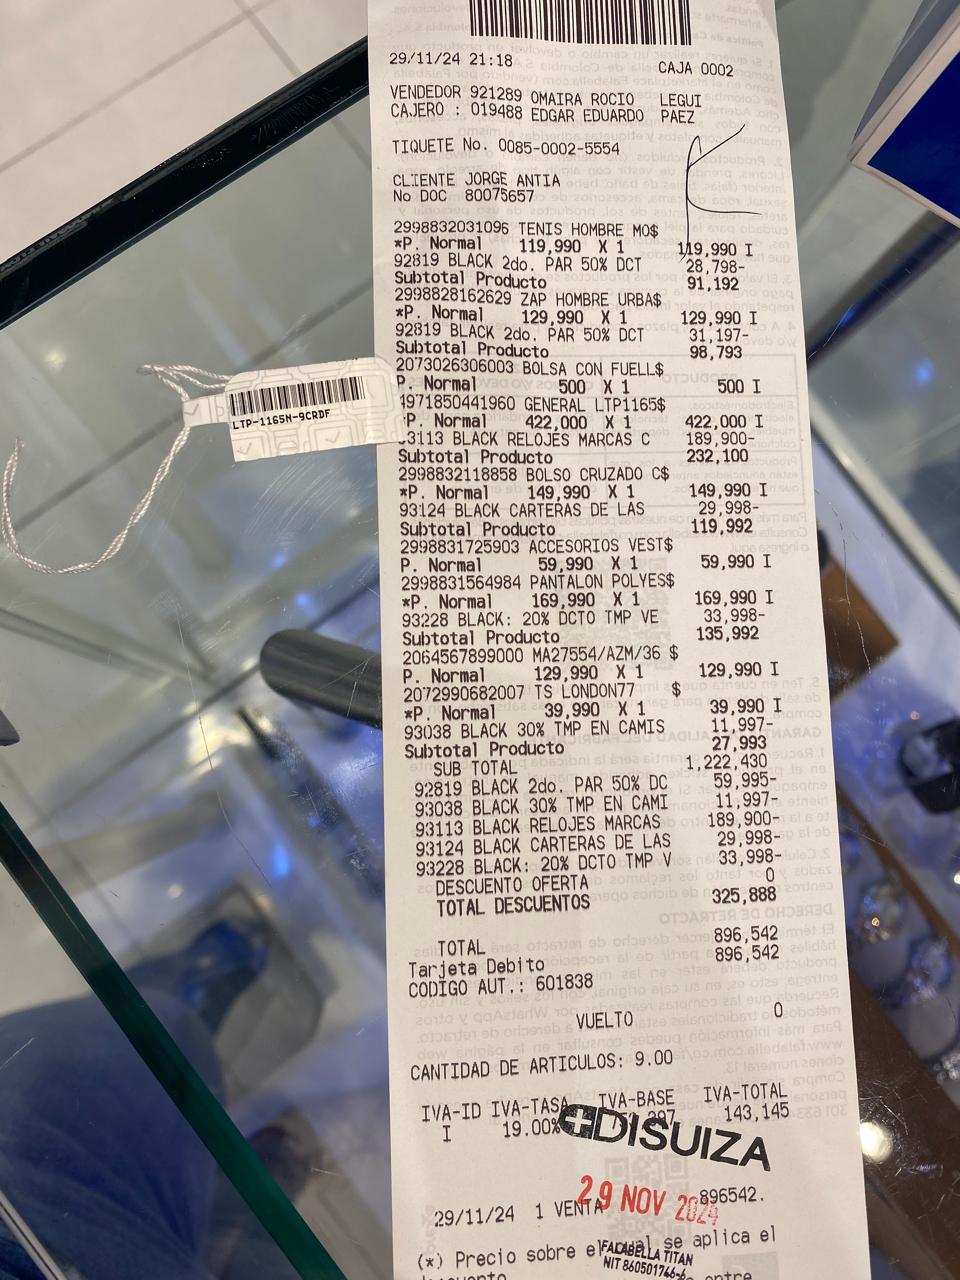 29/11/24 21:18 CAJA 0002
VENDEDOR 921289 OMAIRA ROCIO LEGUI
CAJERO : 019488 EDGAR EDUARDO PAEZ
TIQUETE No. 0085-0002-5554
CLIENTE JORGE ANTIA
No DOC 80075657
2998832031096 TENIS HOMBRE MO$
*P. Normal 119,990 X 1 119,990 I
92819 BLACK 2do. PAR 50% DCT 28,798-
Subtotal Producto 91,192
2998828162629 ZAP HOMBRE URBA$
*P. Normal 129,990 X 1 129,990 I
92819 BLACK 2do. PAR 50% DCT 31,197-
Subtotal Producto 98,793
2073026306003 BOLSA CON FUELL$
P. Normal 500 X 1 500 I
4971850441960 GENERAL LTP1165$
*P. Normal 422,000 X 1 422,000 I
93113 BLACK RELOJES MARCAS C 189,900-
Subtotal Producto 232,100
2998832118858 BOLSO CRUZADO C$
*P. Normal 149,990 X 1 149,990 I
93124 BLACK CARTERAS DE LAS 29,998-
Subtotal Producto 119,992
2998831725903 ACCESORIOS VEST$
P. Normal 59,990 X 1 59,990 I
2998831564984 PANTALON POLYES$
*P. Normal 169,990 X 1 169,990 I
93228 BLACK: 20% DCTO TMP VE 33,998-
Subtotal Producto 135,992
2064567899000 MA27554/AZM/36 $
P. Normal 129,990 X 1 129,990 I
2072990682007 TS LONDON77 $
*P. Normal 39,990 X 1 39,990 I
93038 BLACK 30% TMP EN CAMIS 11,997-
Subtotal Producto 27,993
SUB TOTAL 1,222,430
92819 BLACK 2do. PAR 50% DC 59,995-
93038 BLACK 30% TMP EN CAMI 11,997-
93113 BLACK RELOJES MARCAS 189,900-
93124 BLACK CARTERAS DE LAS 29,998-
93228 BLACK: 20% DCTO TMP V 33,998-
DESCUENTO OFERTA 0
TOTAL DESCUENTOS 325,888
TOTAL 896,542
Tarjeta Debito 896,542
CODIGO AUT.: 601838
VUELTO 0
CANTIDAD DE ARTICULOS: 9.00
IVA-ID IVA-TASA IVA-BASE IVA-TOTAL
I 19.00% 143,145
DISUIZA
29 NOV 2024
29/11/24 1 VENTA 896542.
(*) Precio sobre el cual se aplica el
FALABELLA TITAN
NIT 860501746-6
entre
LTP-1165N-9CRDF